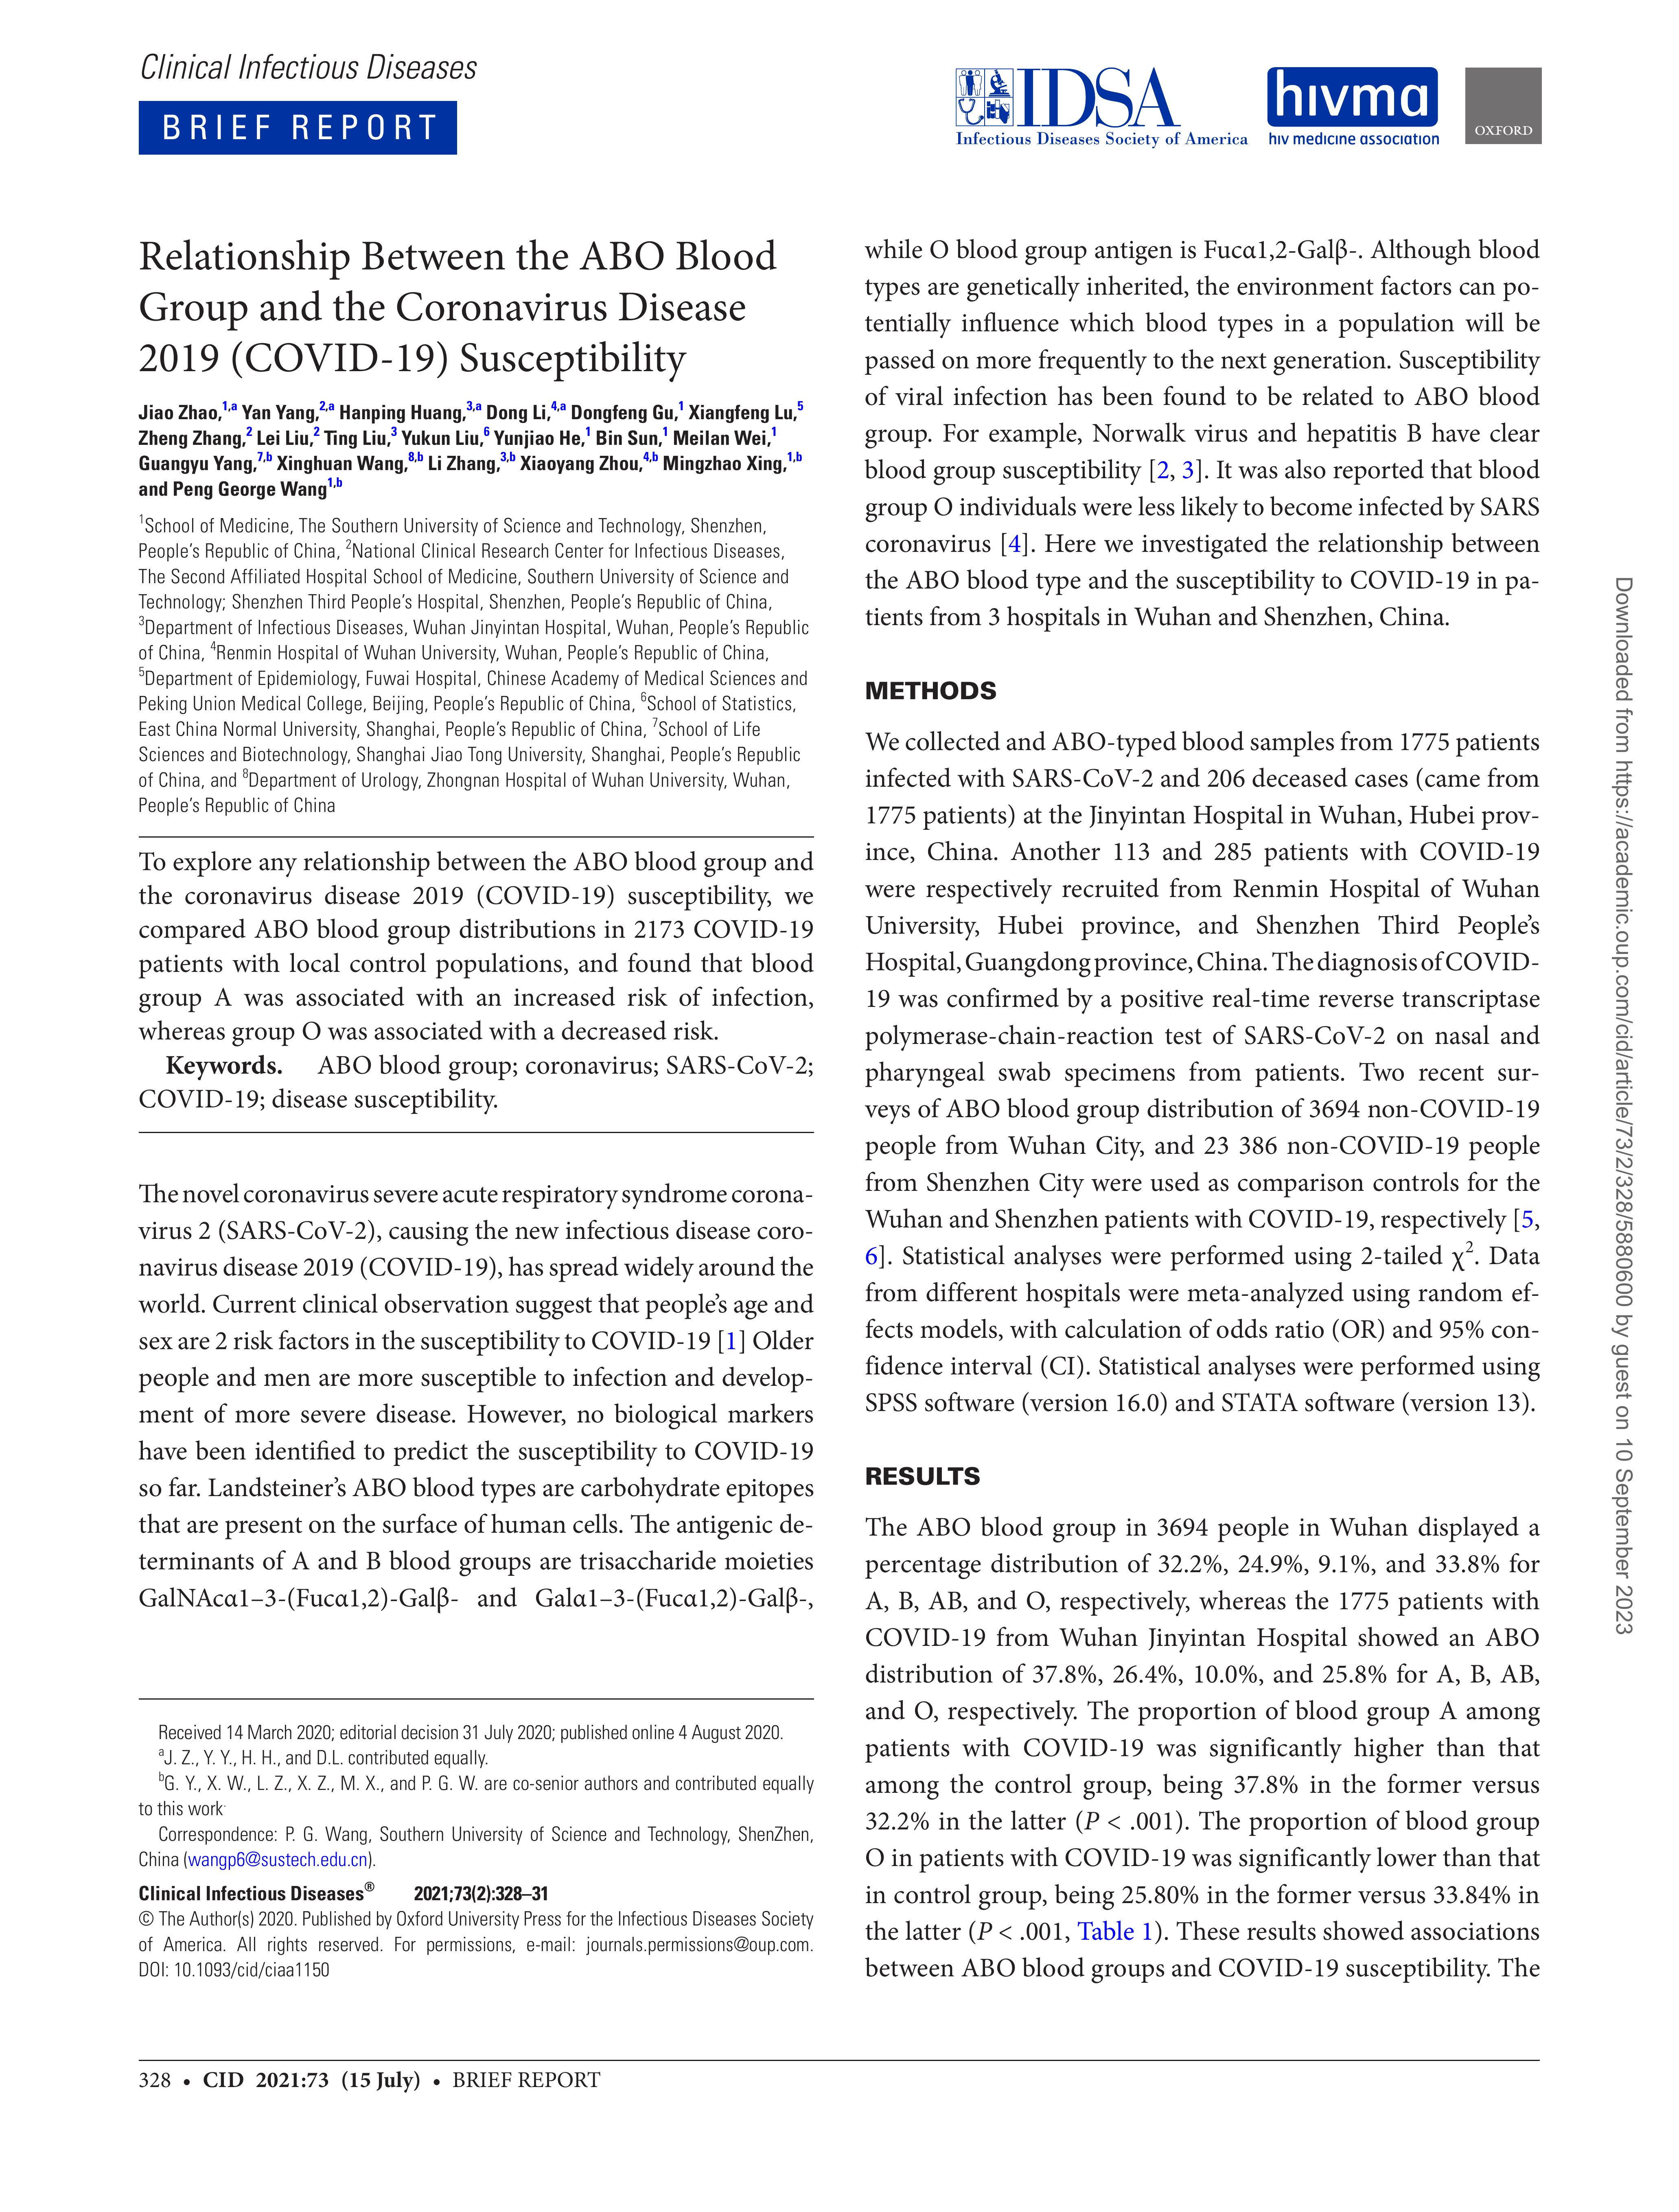 Clinical Infectious Diseases
BRIEF REPORT
IDSA
Infectious Diseases Society of America
hivma
hiv medicine association
OXFORD
Relationship Between the ABO Blood
Group and the Coronavirus Disease
2019 (COVID-19) Susceptibility
Jiao Zhao,1,a Yan Yang,2,a Hanping Huang,3,a Dong Li,4,a Dongfeng Gu,1 Xiangfeng Lu,5
Zheng Zhang,2 Lei Liu,2 Ting Liu,3 Yukun Liu,6 Yunjiao He,1 Bin Sun,1 Meilan Wei,1
Guangyu Yang,7,b Xinghuan Wang,8,b Li Zhang,3,b Xiaoyang Zhou,4,b Mingzhao Xing,1,b
and Peng George Wang1,b
1School of Medicine, The Southern University of Science and Technology, Shenzhen,
People's Republic of China, 2National Clinical Research Center for Infectious Diseases,
The Second Affiliated Hospital School of Medicine, Southern University of Science and
Technology; Shenzhen Third People's Hospital, Shenzhen, People's Republic of China,
3Department of Infectious Diseases, Wuhan Jinyintan Hospital, Wuhan, People's Republic
of China, 4Renmin Hospital of Wuhan University, Wuhan, People's Republic of China,
5Department of Epidemiology, Fuwai Hospital, Chinese Academy of Medical Sciences and
Peking Union Medical College, Beijing, People's Republic of China, 6School of Statistics,
East China Normal University, Shanghai, People's Republic of China, 7School of Life
Sciences and Biotechnology, Shanghai Jiao Tong University, Shanghai, People's Republic
of China, and 8Department of Urology, Zhongnan Hospital of Wuhan University, Wuhan,
People's Republic of China
To explore any relationship between the ABO blood group and
the coronavirus disease 2019 (COVID-19) susceptibility, we
compared ABO blood group distributions in 2173 COVID-19
patients with local control populations, and found that blood
group A was associated with an increased risk of infection,
whereas group O was associated with a decreased risk.
Keywords. ABO blood group; coronavirus; SARS-CoV-2;
COVID-19; disease susceptibility.
The novel coronavirus severe acute respiratory syndrome corona-
virus 2 (SARS-CoV-2), causing the new infectious disease coro-
navirus disease 2019 (COVID-19), has spread widely around the
world. Current clinical observation suggest that people's age and
sex are 2 risk factors in the susceptibility to COVID-19 [1] Older
people and men are more susceptible to infection and develop-
ment of more severe disease. However, no biological markers
have been identified to predict the susceptibility to COVID-19
so far. Landsteiner's ABO blood types are carbohydrate epitopes
that are present on the surface of human cells. The antigenic de-
terminants of A and B blood groups are trisaccharide moieties
GalNAcα1–3-(Fucα1,2)-Galβ- and Galα1–3-(Fucα1,2)-Galβ-,
Received 14 March 2020; editorial decision 31 July 2020; published online 4 August 2020.
aJ. Z., Y. Y., H. H., and D.L. contributed equally.
bG. Y., X. W., L. Z., X. Z., M. X., and P. G. W. are co-senior authors and contributed equally
to this work.
Correspondence: P. G. Wang, Southern University of Science and Technology, ShenZhen,
China (wangp6@sustech.edu.cn).
Clinical Infectious Diseases® 2021;73(2):328–31
© The Author(s) 2020. Published by Oxford University Press for the Infectious Diseases Society
of America. All rights reserved. For permissions, e-mail: journals.permissions@oup.com.
DOI: 10.1093/cid/ciaa1150
while O blood group antigen is Fucα1,2-Galβ-. Although blood
types are genetically inherited, the environment factors can po-
tentially influence which blood types in a population will be
passed on more frequently to the next generation. Susceptibility
of viral infection has been found to be related to ABO blood
group. For example, Norwalk virus and hepatitis B have clear
blood group susceptibility [2, 3]. It was also reported that blood
group O individuals were less likely to become infected by SARS
coronavirus [4]. Here we investigated the relationship between
the ABO blood type and the susceptibility to COVID-19 in pa-
tients from 3 hospitals in Wuhan and Shenzhen, China.
METHODS
We collected and ABO-typed blood samples from 1775 patients
infected with SARS-CoV-2 and 206 deceased cases (came from
1775 patients) at the Jinyintan Hospital in Wuhan, Hubei prov-
ince, China. Another 113 and 285 patients with COVID-19
were respectively recruited from Renmin Hospital of Wuhan
University, Hubei province, and Shenzhen Third People's
Hospital, Guangdong province, China. The diagnosis of COVID-
19 was confirmed by a positive real-time reverse transcriptase
polymerase-chain-reaction test of SARS-CoV-2 on nasal and
pharyngeal swab specimens from patients. Two recent sur-
veys of ABO blood group distribution of 3694 non-COVID-19
people from Wuhan City, and 23 386 non-COVID-19 people
from Shenzhen City were used as comparison controls for the
Wuhan and Shenzhen patients with COVID-19, respectively [5,
6]. Statistical analyses were performed using 2-tailed χ2. Data
from different hospitals were meta-analyzed using random ef-
fects models, with calculation of odds ratio (OR) and 95% con-
fidence interval (CI). Statistical analyses were performed using
SPSS software (version 16.0) and STATA software (version 13).
RESULTS
The ABO blood group in 3694 people in Wuhan displayed a
percentage distribution of 32.2%, 24.9%, 9.1%, and 33.8% for
A, B, AB, and O, respectively, whereas the 1775 patients with
COVID-19 from Wuhan Jinyintan Hospital showed an ABO
distribution of 37.8%, 26.4%, 10.0%, and 25.8% for A, B, AB,
and O, respectively. The proportion of blood group A among
patients with COVID-19 was significantly higher than that
among the control group, being 37.8% in the former versus
32.2% in the latter (P < .001). The proportion of blood group
O in patients with COVID-19 was significantly lower than that
in control group, being 25.80% in the former versus 33.84% in
the latter (P < .001, Table 1). These results showed associations
between ABO blood groups and COVID-19 susceptibility. The
328 • CID 2021:73 (15 July) • BRIEF REPORT
Downloaded from https://academic.oup.com/cid/article/73/2/328/5880600 by guest on 10 September 2023